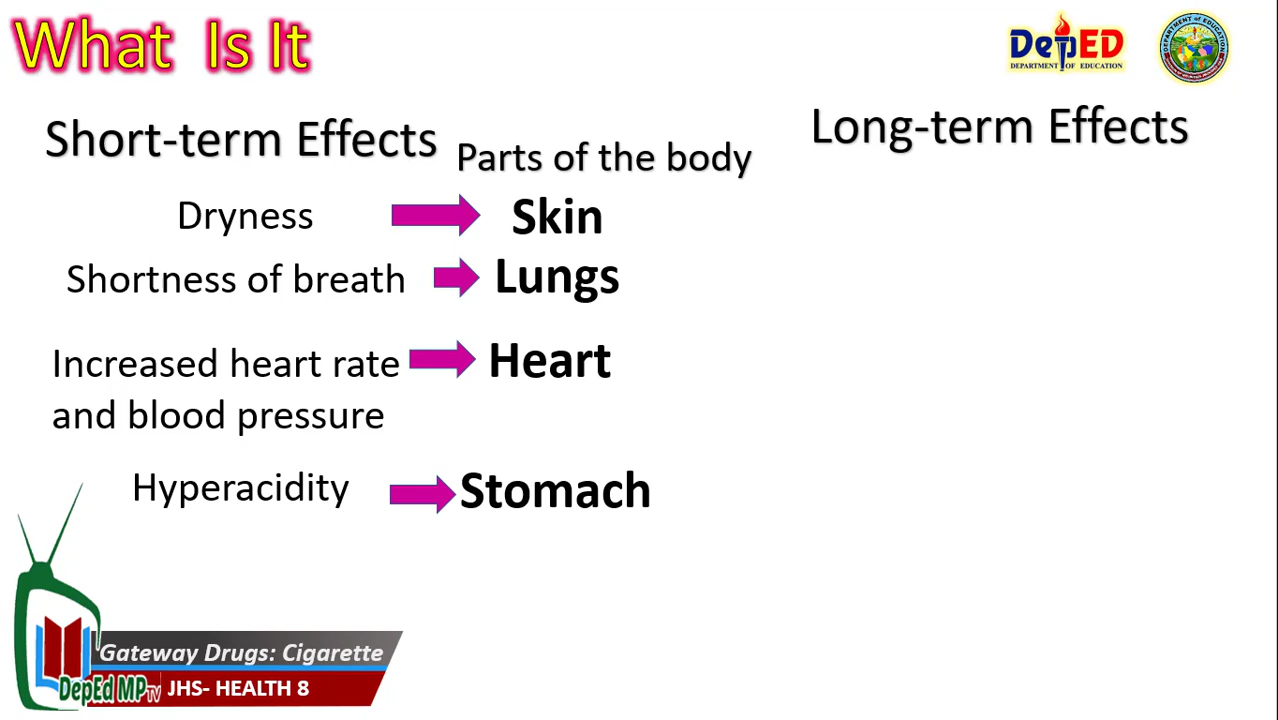 What Is It
DepED
DEPARTMENT OF EDUCATION
Short-term Effects
Parts of the body
Long-term Effects
Dryness
Skin
Shortness of breath
Lungs
Increased heart rate
and blood pressure
Heart
Hyperacidity
Stomach
Gateway Drugs: Cigarette
DepEd MPTV
JHS- HEALTH 8